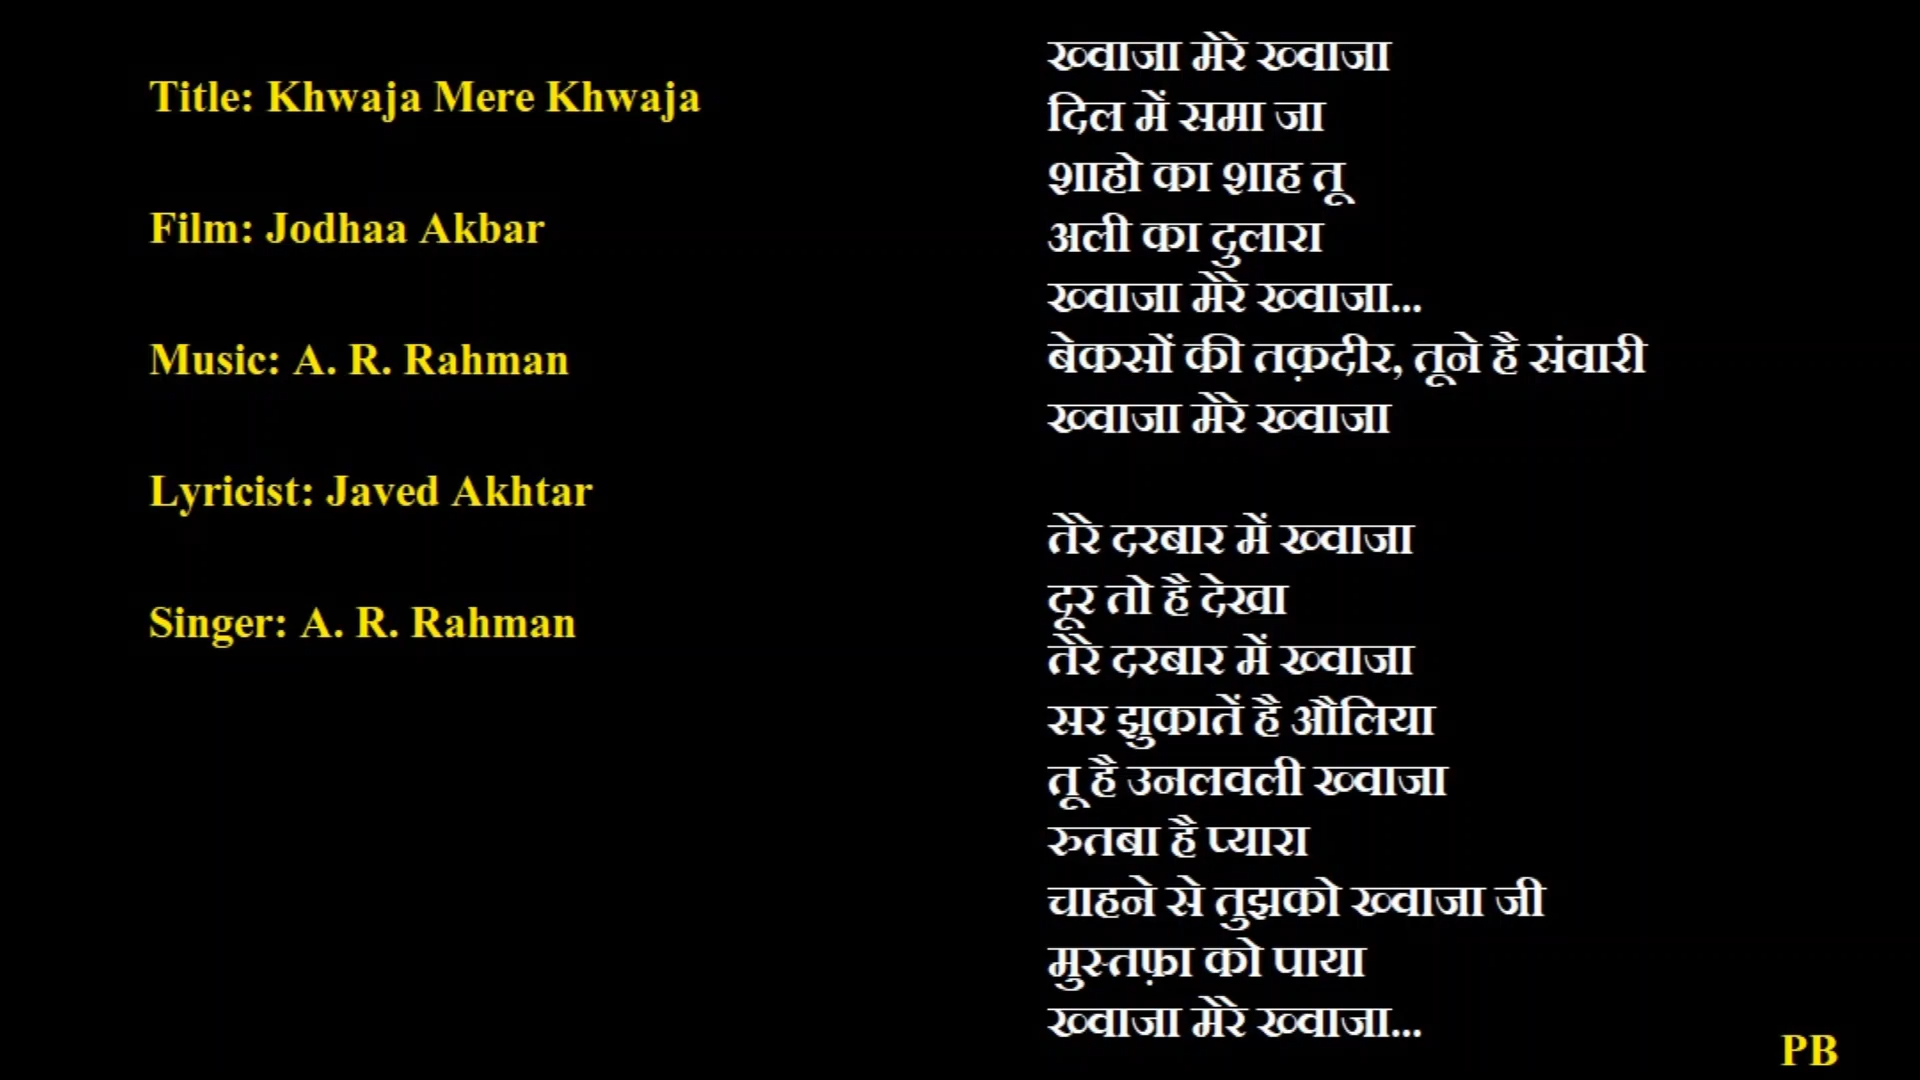 Title: Khwaja Mere Khwaja
Film: Jodhaa Akbar
Music: A. R. Rahman
Lyricist: Javed Akhtar
Singer: A. R. Rahman
ख्वाजा मेरे ख्वाजा
दिल में समा जा
शाहो का शाह तू
अली का दुलारा
ख्वाजा मेरे ख्वाजा...
बेकसों की तक़दीर, तूने है संवारी
ख्वाजा मेरे ख्वाजा
तेरे दरबार में ख्वाजा
दूर तो है देखा
तेरे दरबार में ख्वाजा
सर झुकातें है औलिया
तू है उनलवली ख्वाजा
रुतबा है प्यारा
चाहने से तुझको ख्वाजा जी
मुस्तफ़ा को पाया
ख्वाजा मेरे ख्वाजा...
PB